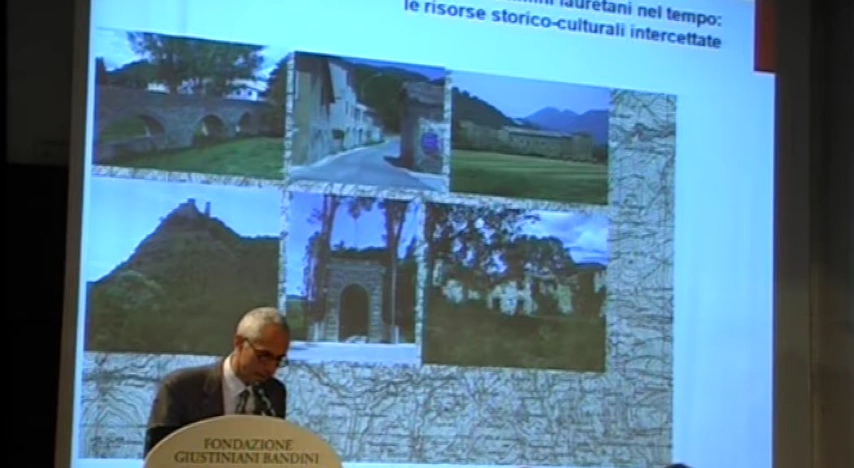 lauretani nel tempo:
le risorse storico-culturali intercettate
FONDAZIONE
GIUSTINIANI BANDINI